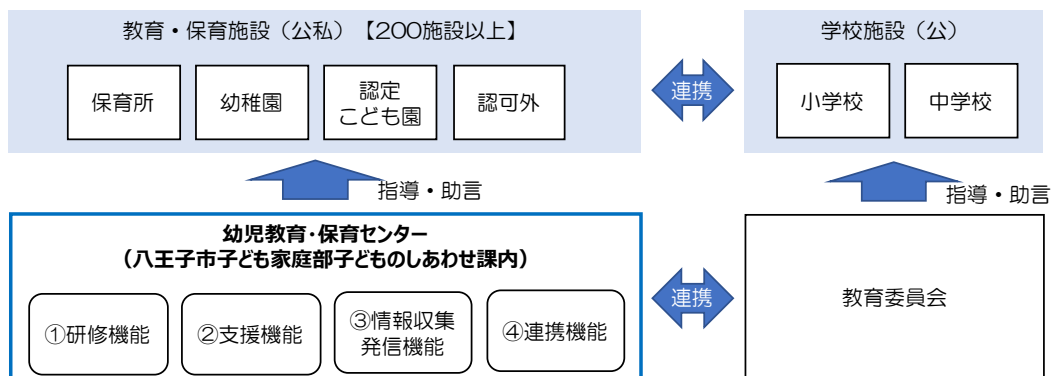 教育・保育施設（公私）【200施設以上】
保育所
幼稚園
認定
こども園
認可外
連携
学校施設（公）
小学校
中学校
指導・助言
指導・助言
幼児教育・保育センター
（八王子市子ども家庭部子どものしあわせ課内）
①研修機能
②支援機能
③情報収集
発信機能
④連携機能
連携
教育委員会